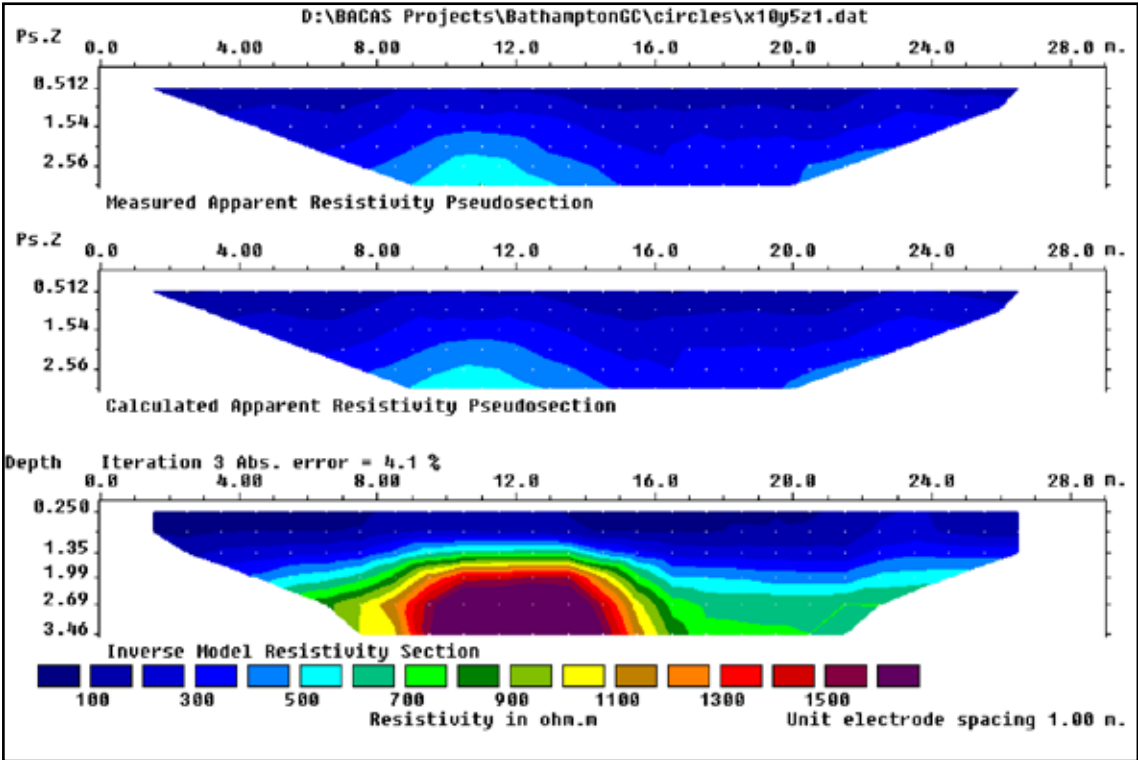 D:\BACAS Projects\BathamptonGC\circles\x10y5z1.dat
Ps.Z
0.0 4.00 8.00 12.0 16.0 20.0 24.0 28.0 m.
0.512
1.54
2.56
Measured Apparent Resistivity Pseudosection
Ps.Z
0.0 4.00 8.00 12.0 16.0 20.0 24.0 28.0 m.
0.512
1.54
2.56
Calculated Apparent Resistivity Pseudosection
Depth Iteration 3 Abs. error = 4.1 %
0.0 4.00 8.00 12.0 16.0 20.0 24.0 28.0 m.
0.250
1.35
1.99
2.69
3.46
Inverse Model Resistivity Section
100 300 500 700 900 1100 1300 1500
Resistivity in ohm.m Unit electrode spacing 1.00 m.